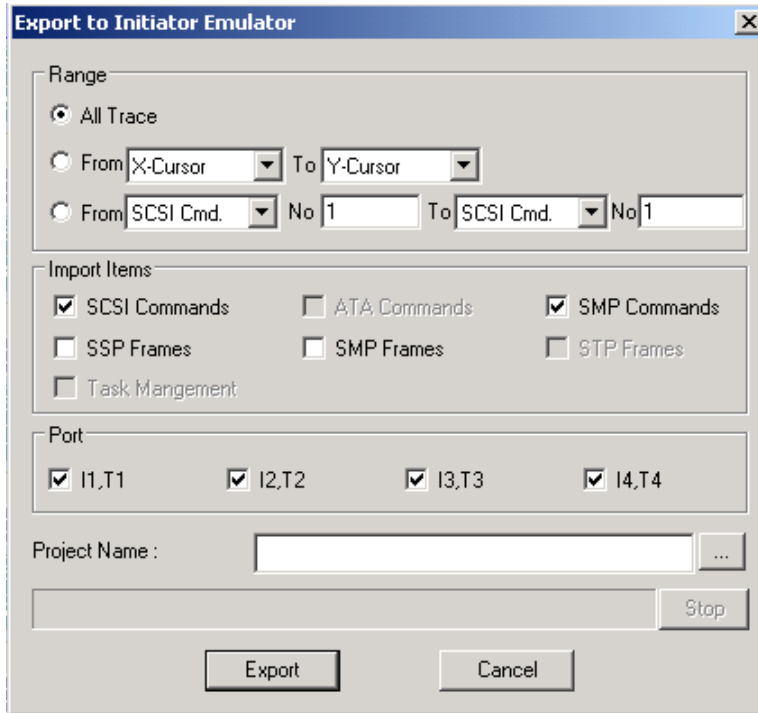 Export to Initiator Emulator
Range
All Trace
From X-Cursor To Y-Cursor
From SCSI Cmd. No 1 To SCSI Cmd. No 1
Import Items
SCSI Commands ATA Commands SMP Commands
SSP Frames SMP Frames STP Frames
Task Mangement
Port
I1,T1 I2,T2 I3,T3 I4,T4
Project Name : ...
Stop
Export Cancel